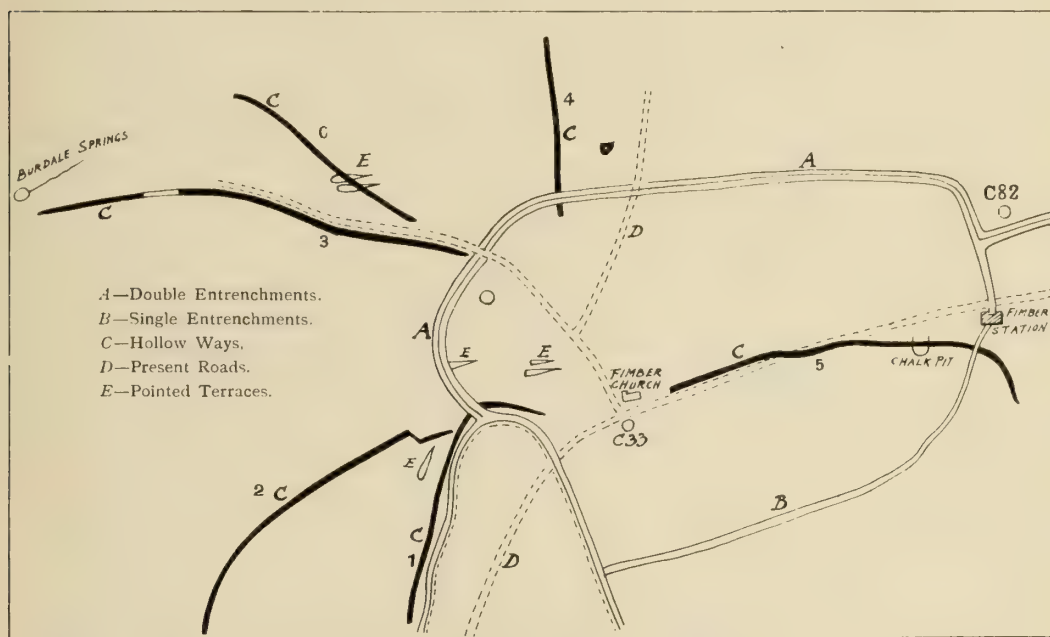 4
C
C
C
BURDALE SPRINGS
E
A
C82
C
D
3
A—Double Entrenchments.
B—Single Entrenchments.
C—Hollow Ways.
D—Present Roads.
E—Pointed Terraces.
A
E
E
FIMBER
STATION
C
5
CHALK PIT
FIMBER
CHURCH
C33
E
2 C
B
C
1
D